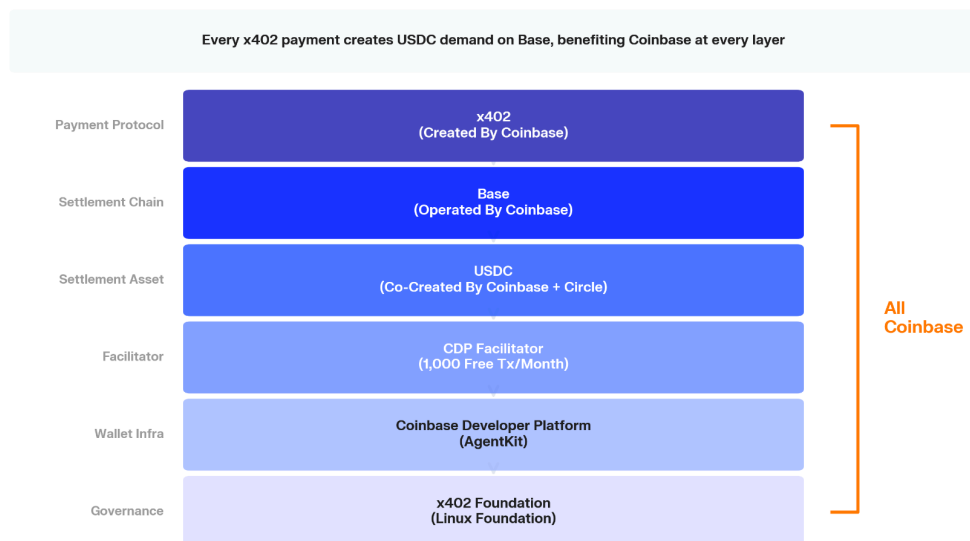 Every x402 payment creates USDC demand on Base, benefiting Coinbase at every layer
Payment Protocol
x402
(Created By Coinbase)
Settlement Chain
Base
(Operated By Coinbase)
Settlement Asset
USDC
(Co-Created By Coinbase + Circle)
Facilitator
CDP Facilitator
(1,000 Free Tx/Month)
Wallet Infra
Coinbase Developer Platform
(AgentKit)
Governance
x402 Foundation
(Linux Foundation)
All
Coinbase